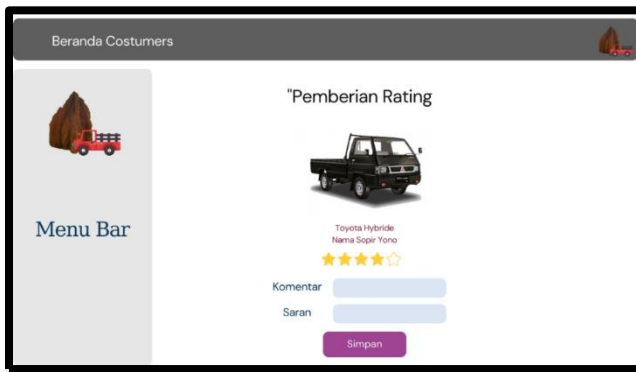 Beranda Costumers
"Pemberian Rating
Menu Bar
Toyota Hybride
Nama Sopir Yono
Komentar
Saran
Simpan